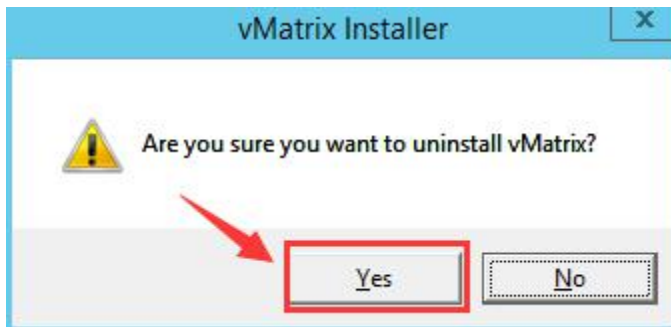 vMatrix Installer
x
Are you sure you want to uninstall vMatrix?
Yes
No